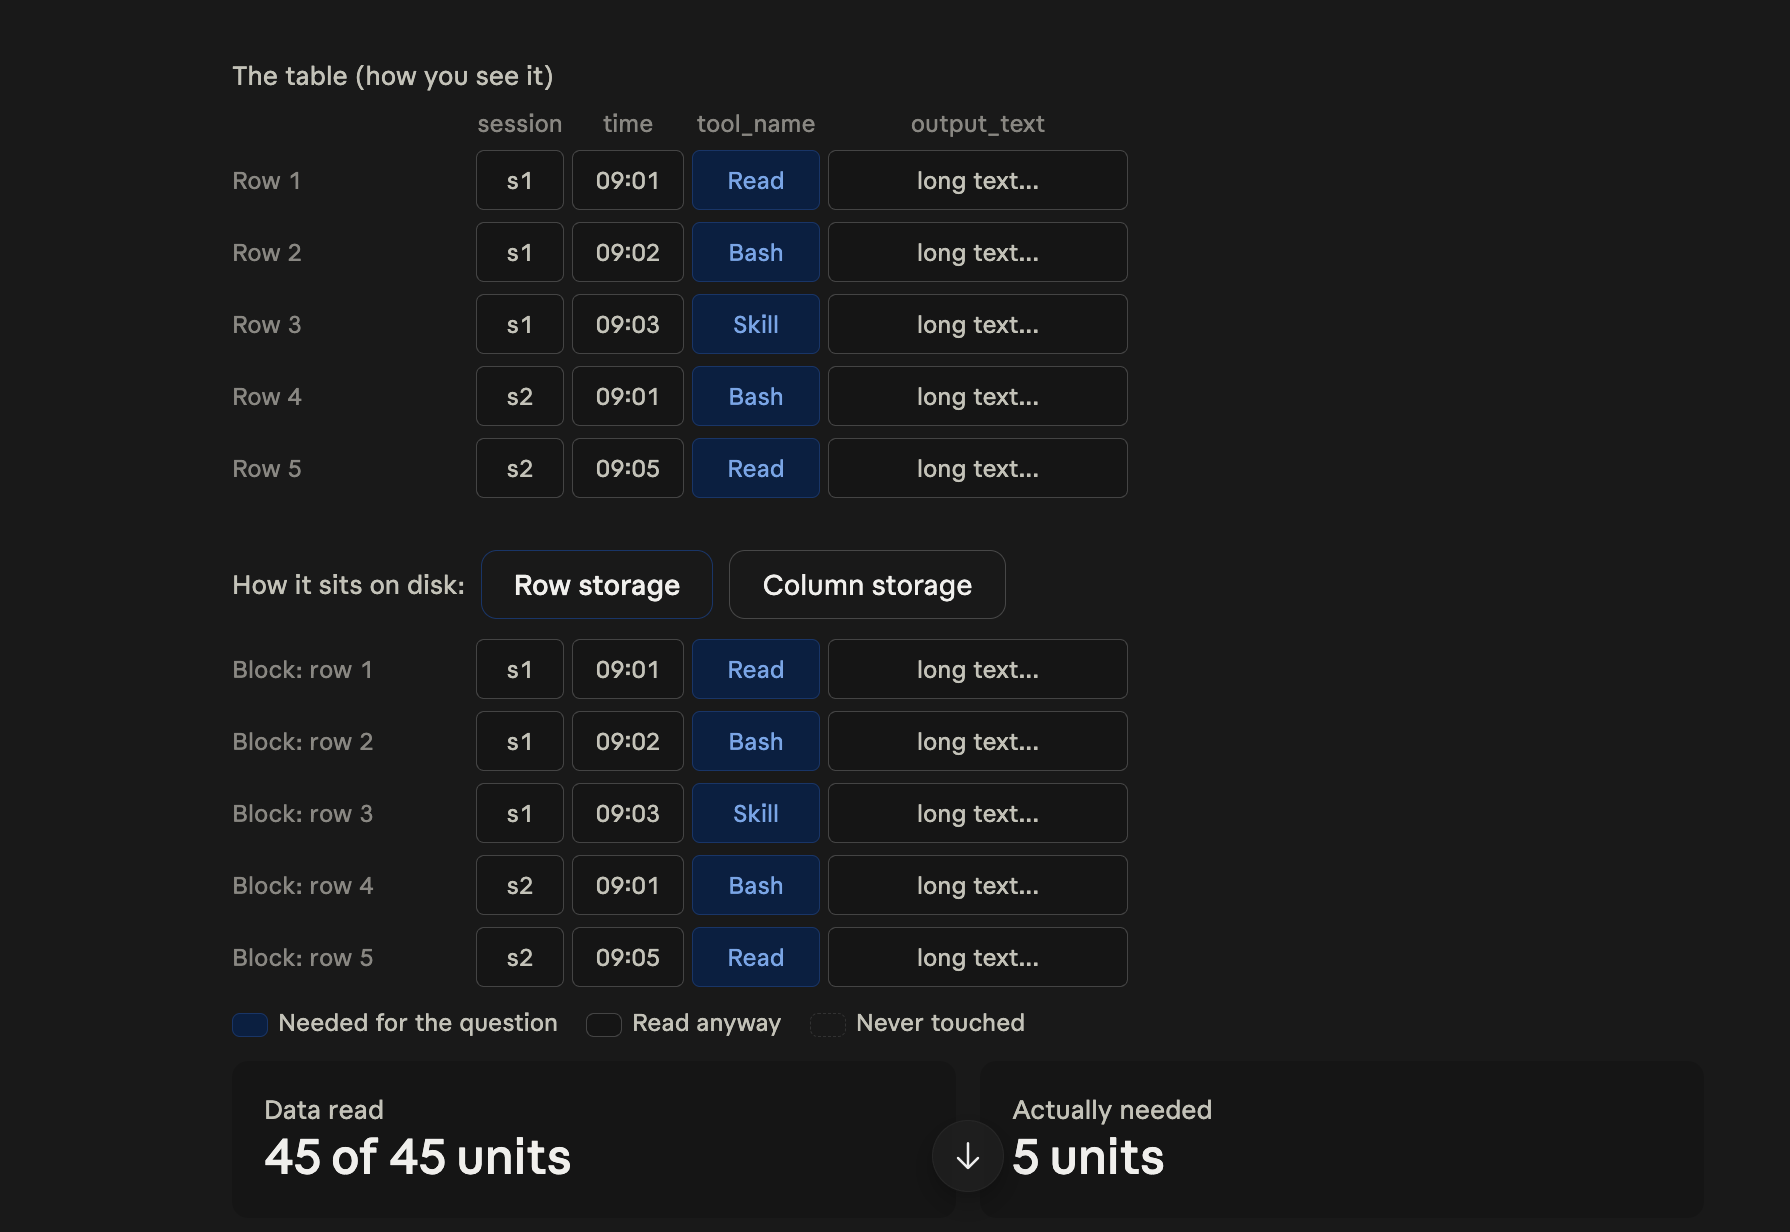 The table (how you see it)
session time tool_name output_text
Row 1 s1 09:01 Read long text...
Row 2 s1 09:02 Bash long text...
Row 3 s1 09:03 Skill long text...
Row 4 s2 09:01 Bash long text...
Row 5 s2 09:05 Read long text...
How it sits on disk: Row storage Column storage
Block: row 1 s1 09:01 Read long text...
Block: row 2 s1 09:02 Bash long text...
Block: row 3 s1 09:03 Skill long text...
Block: row 4 s2 09:01 Bash long text...
Block: row 5 s2 09:05 Read long text...
Needed for the question Read anyway Never touched
Data read Actually needed
45 of 45 units 5 units